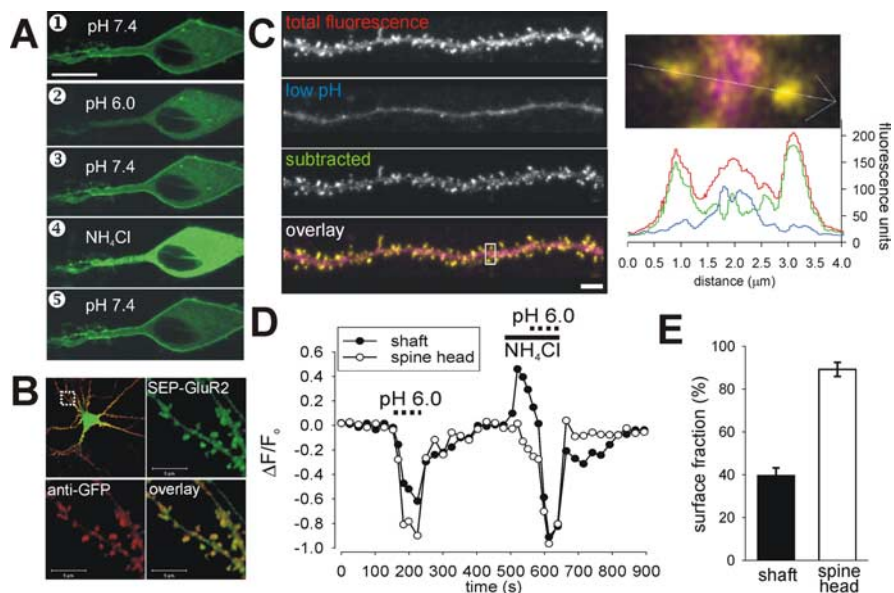 A
❶ pH 7.4
❷ pH 6.0
❸ pH 7.4
❹ NH₄Cl
❺ pH 7.4
B
SEP-GluR2
anti-GFP
overlay
C
total fluorescence
low pH
subtracted
overlay
200
150
100
50
0
fluorescence units
0.0 0.5 1.0 1.5 2.0 2.5 3.0 3.5 4.0
distance (μm)
D
shaft
spine head
pH 6.0
NH₄Cl
pH 6.0
0.6
0.4
0.2
0.0
-0.2
-0.4
-0.6
-0.8
-1.0
ΔF/F₀
0 100 200 300 400 500 600 700 800 900
time (s)
E
100
80
60
40
20
0
surface fraction (%)
shaft
spine
head